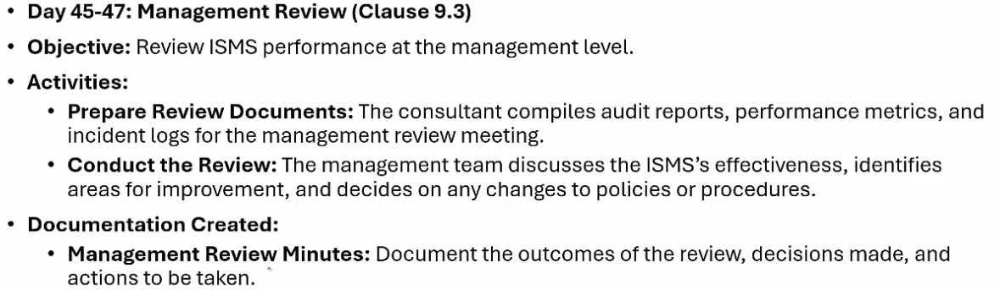 • Day 45-47: Management Review (Clause 9.3)
• Objective: Review ISMS performance at the management level.
• Activities:
• Prepare Review Documents: The consultant compiles audit reports, performance metrics, and
incident logs for the management review meeting.
• Conduct the Review: The management team discusses the ISMS’s effectiveness, identifies
areas for improvement, and decides on any changes to policies or procedures.
• Documentation Created:
• Management Review Minutes: Document the outcomes of the review, decisions made, and
actions to be taken.